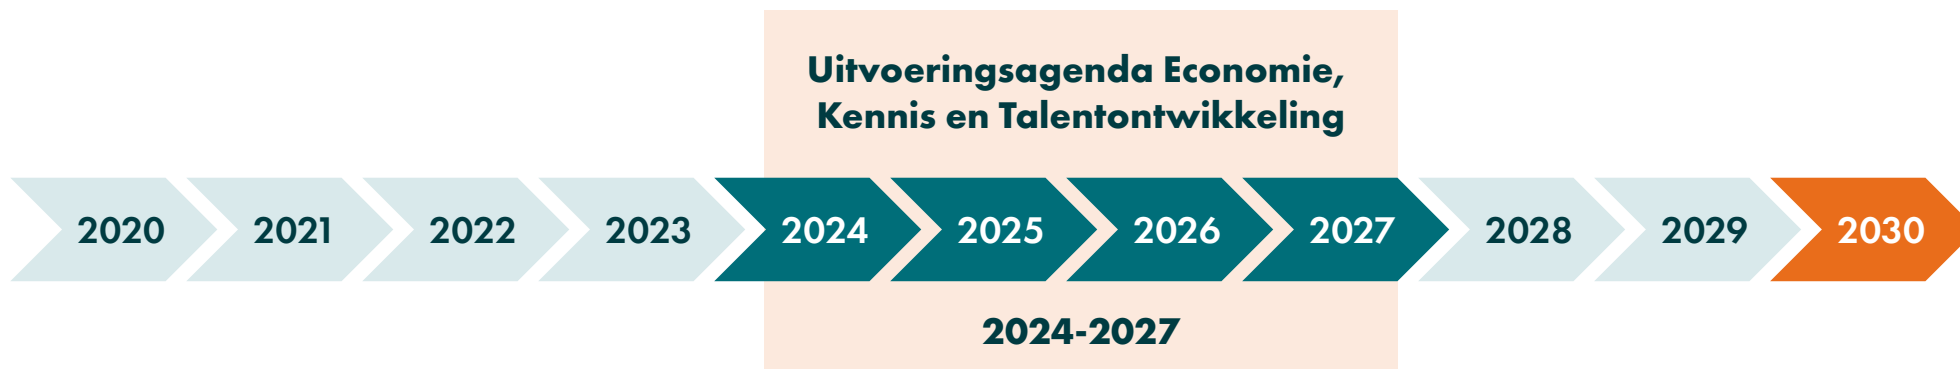 Uitvoeringsagenda Economie,
Kennis en Talentontwikkeling
2020 2021 2022 2023 2024 2025 2026 2027 2028 2029 2030
2024-2027